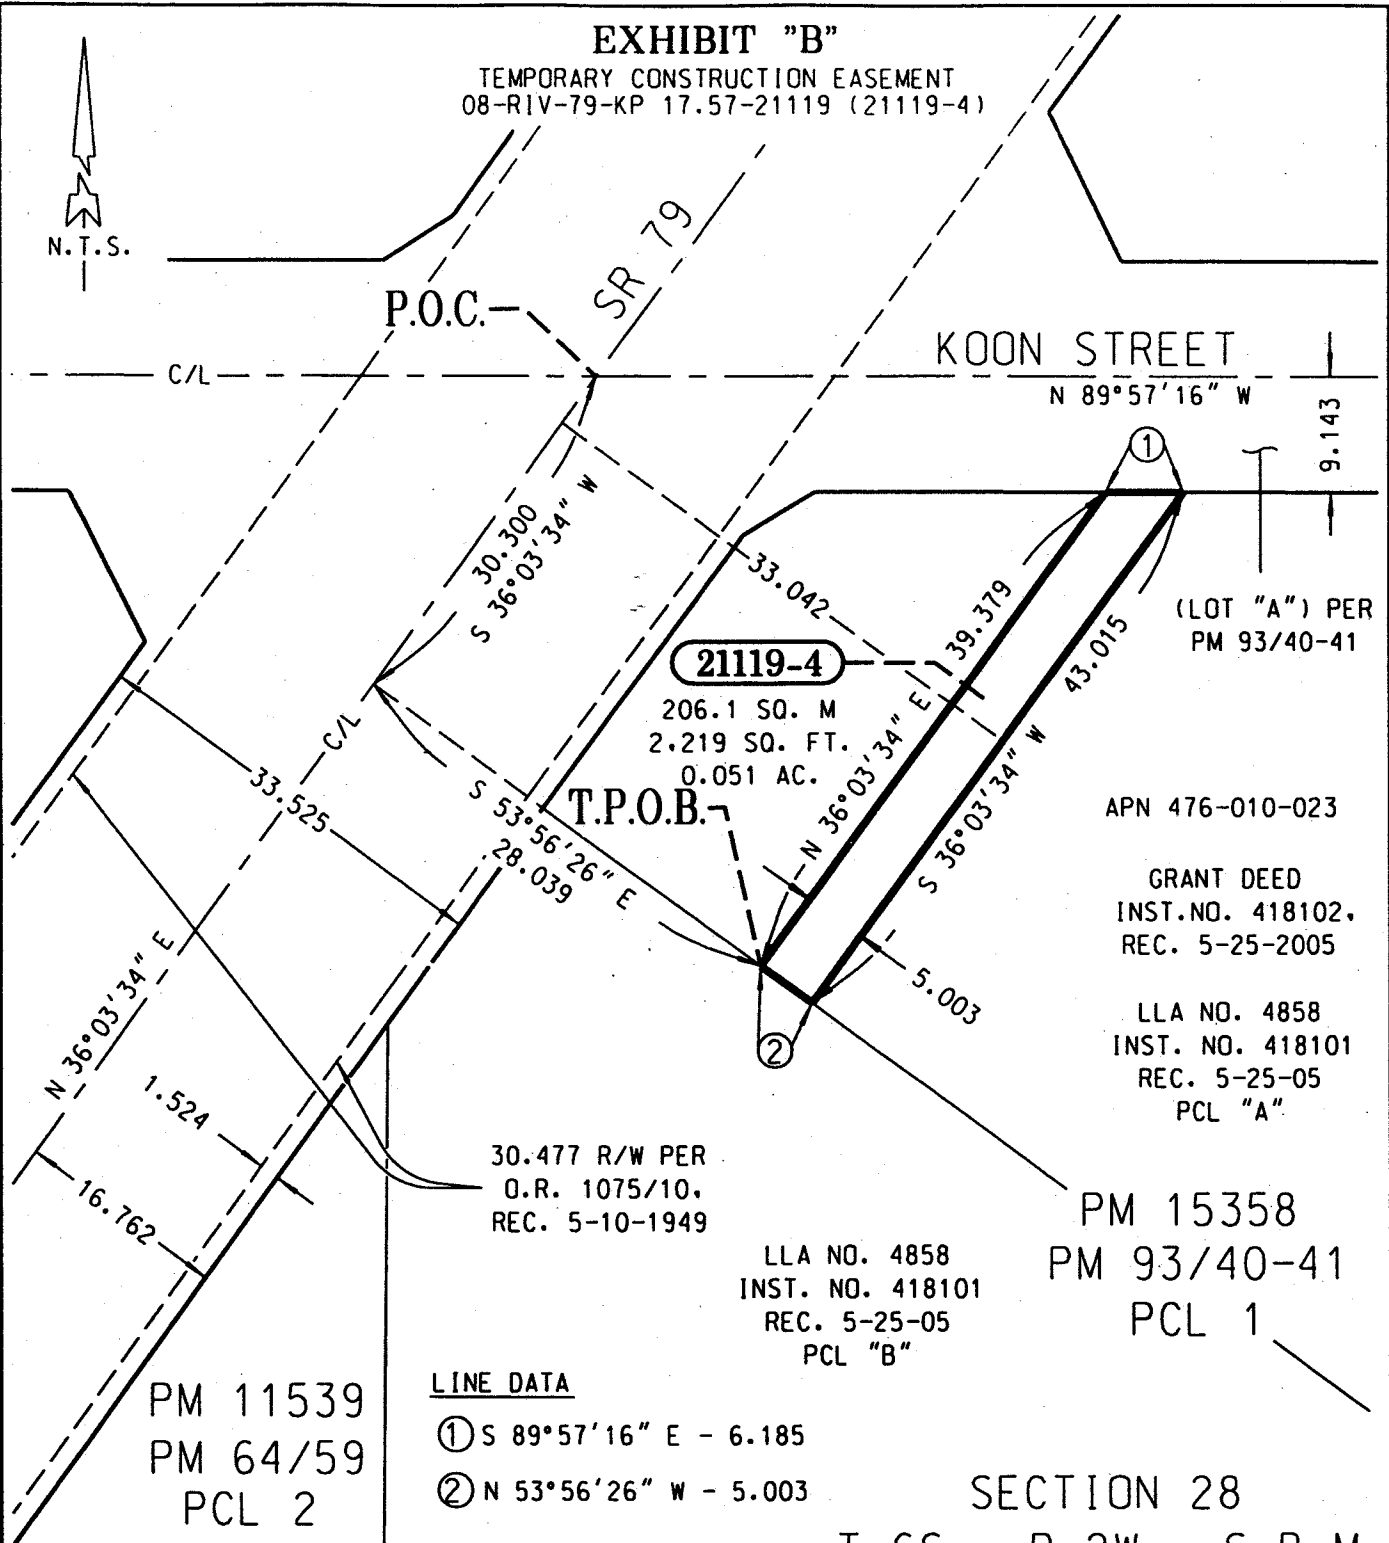 EXHIBIT "B"
TEMPORARY CONSTRUCTION EASEMENT
08-RIV-79-KP 17.57-21119 (21119-4)
N.T.S.
SR 79
P.O.C.
KOON STREET
C/L
N 89°57'16" W
9.143
1
30.300
S 36°03'34" W
33.042
39.379
N 36°03'34" E
43.015
S 36°03'34" W
(LOT "A") PER
PM 93/40-41
21119-4
206.1 SQ. M
2,219 SQ. FT.
0.051 AC.
C/L
33.525
S 53°56'26" E
28.039
T.P.O.B.
APN 476-010-023
GRANT DEED
INST.NO. 418102,
REC. 5-25-2005
5.003
2
LLA NO. 4858
INST. NO. 418101
REC. 5-25-05
PCL "A"
N 36°03'34" E
1.524
16.762
30.477 R/W PER
O.R. 1075/10,
REC. 5-10-1949
PM 15358
PM 93/40-41
PCL 1
LLA NO. 4858
INST. NO. 418101
REC. 5-25-05
PCL "B"
PM 11539
PM 64/59
PCL 2
LINE DATA
1 S 89°57'16" E - 6.185
2 N 53°56'26" W - 5.003
SECTION 28